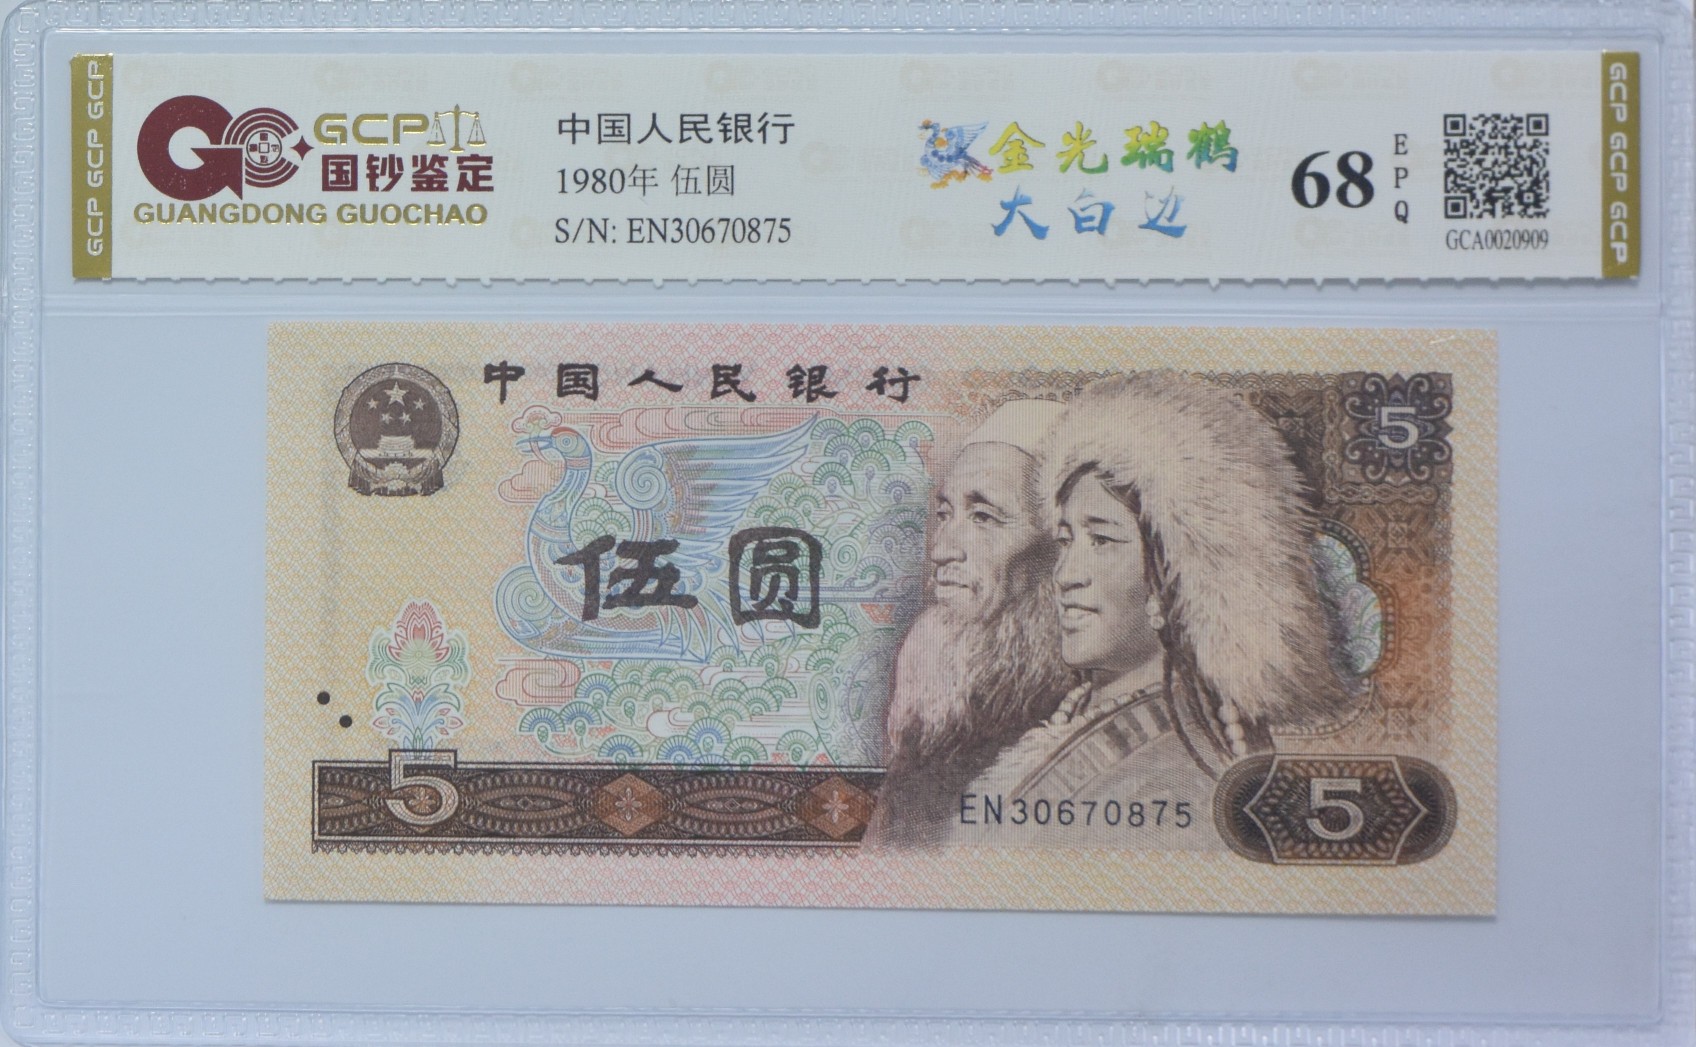 GCP GCP GCP
GCP
国钞鉴定
GUANGDONG GUOCHAO
中国人民银行
1980年 伍圆
S/N: EN30670875
金光瑞鹤
大白边
68
EPQ
GCA0020909
GCP GCP GCP
中国人民银行
5
伍圆
5
EN30670875
5